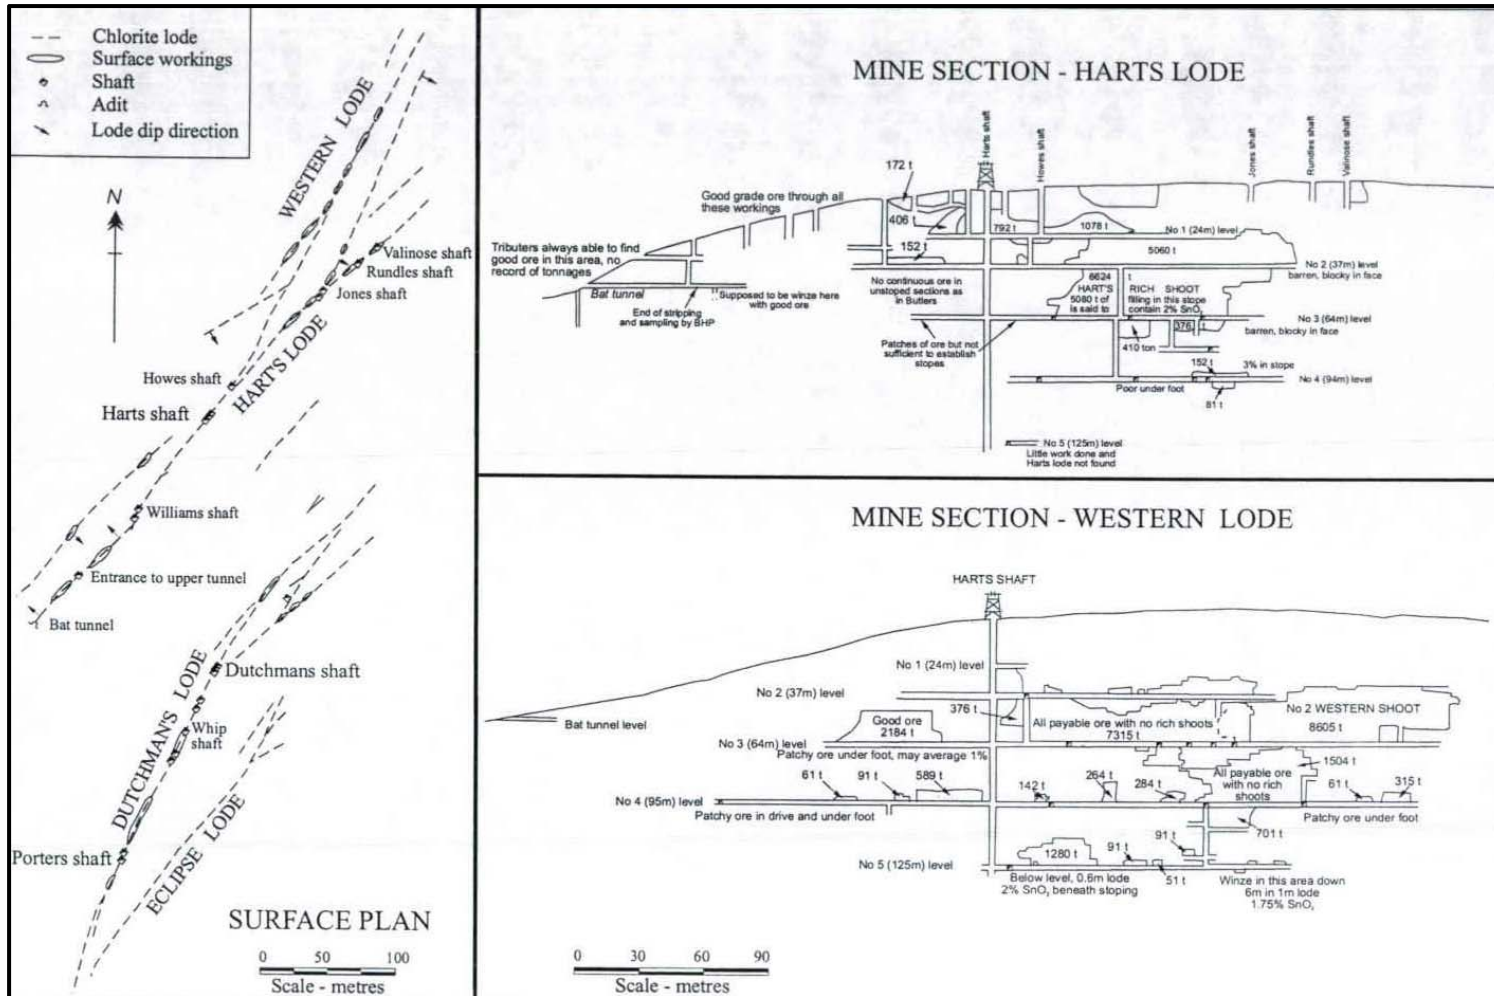 Chlorite lode
Surface workings
Shaft
Adit
Lode dip direction
N
WESTERN LODE
Valinose shaft
Rundles shaft
Jones shaft
HART'S LODE
Howes shaft
Harts shaft
Williams shaft
Entrance to upper tunnel
Bat tunnel
DUTCHMAN'S LODE
Dutchmans shaft
Whip
shaft
Porters shaft
ECLIPSE LODE
SURFACE PLAN
0 50 100
Scale - metres
MINE SECTION - HARTS LODE
Harts shaft
Howes shaft
Jones shaft
Rundles shaft
Valinose shaft
172 t
Good grade ore through all
these workings
406 t
792 t
1078 t
No 1 (24m) level
Tributers always able to find
good ore in this area, no
record of tonnages
152 t
5060 t
No 2 (37m) level
barren, blocky in face
Bat tunnel
End of stripping
and sampling by BHP
Supposed to be winze here
with good ore
No continuous ore in
unstoped sections as
in Butlers
6624 t
HART'S RICH SHOOT
5080 t of filling in this stope
is said to contain 2% SnO2
No 3 (64m) level
barren, blocky in face
Patches of ore but not
sufficient to establish
stopes
410 ton
376 t
152 t
3% in stope
No 4 (94m) level
Poor under foot
81 t
No 5 (125m) level
Little work done and
Harts lode not found
MINE SECTION - WESTERN LODE
HARTS SHAFT
No 1 (24m) level
No 2 (37m) level
Bat tunnel level
376 t
Good ore
2184 t
All payable ore with no rich shoots
7315 t
No 2 WESTERN SHOOT
8605 t
No 3 (64m) level
Patchy ore under foot, may average 1%
1504 t
61 t
91 t
589 t
142 t
264 t
284 t
All payable ore
with no rich
shoots
61 t
315 t
No 4 (95m) level
Patchy ore in drive and under foot
Patchy ore under foot
701 t
91 t
91 t
1280 t
No 5 (125m) level
51 t
Below level, 0.6m lode
2% SnO2 beneath stoping
Winze in this area down
6m in 1m lode
1.75% SnO2
0 30 60 90
Scale - metres